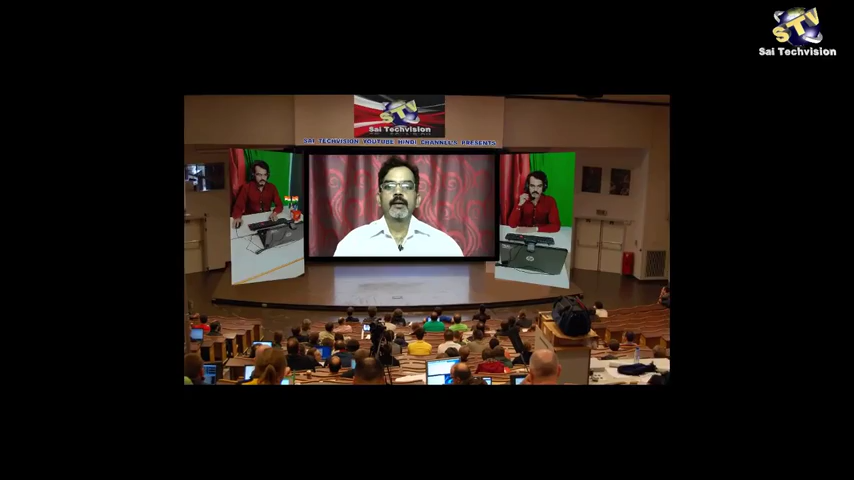 STV
Sai Techvision
STV
Sai Techvision
SAI TECHVISION YOUTUBE HINDI CHANNEL'S PRESENTS